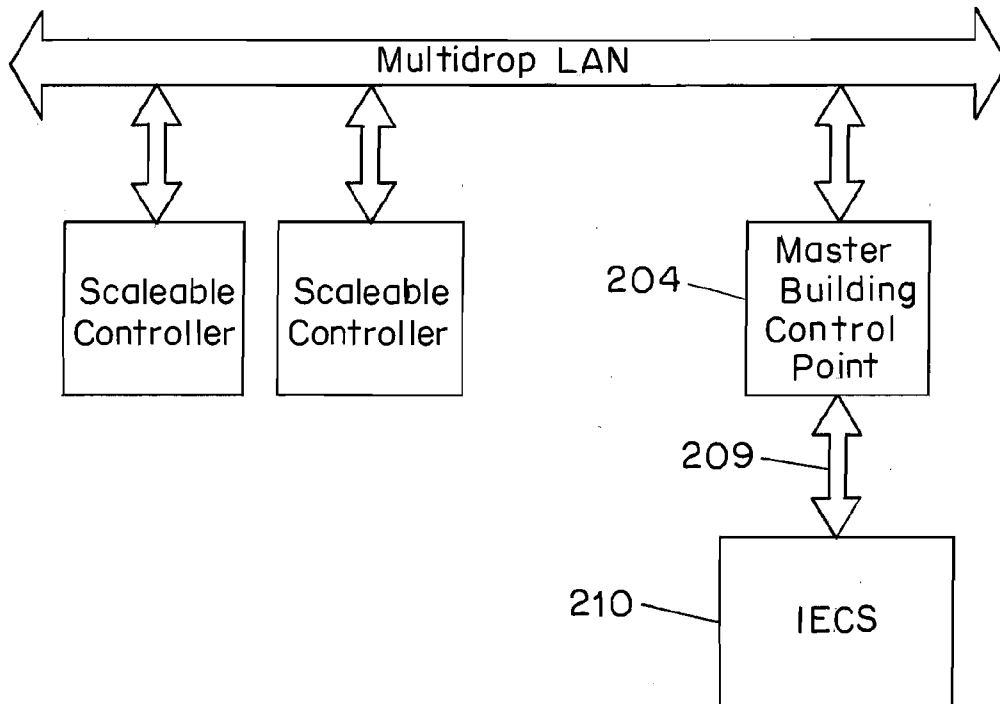 Multidrop LAN
Scaleable
Controller
Scaleable
Controller
204
Master
Building
Control
Point
209
210
IECS